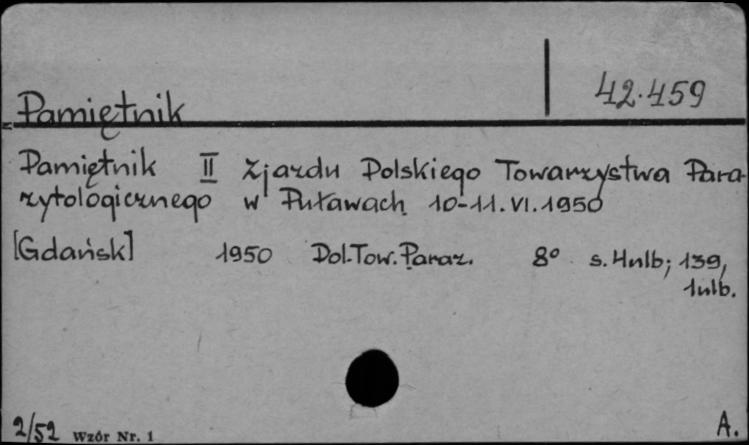 42.459
Pamiętnik
Pamiętnik II Zjazdu Polskiego Towarzystwa Para-
zytologicznego w Puławach 10-11.VI.1950
[Gdańsk] 1950 Pol.Tow.Paraz. 8° s. 4nlb; 139,
1nlb.
2/52 Wzór Nr. 1 A.